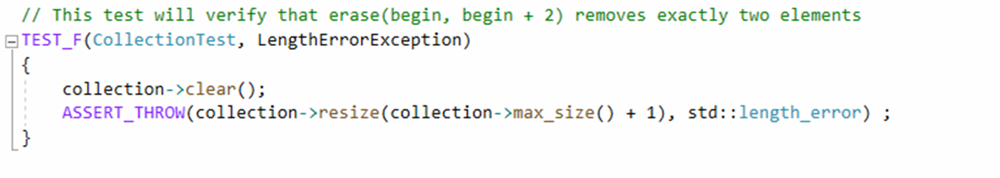 // This test will verify that erase(begin, begin + 2) removes exactly two elements
TEST_F(CollectionTest, LengthErrorException)
{
    collection->clear();
    ASSERT_THROW(collection->resize(collection->max_size() + 1), std::length_error) ;
}